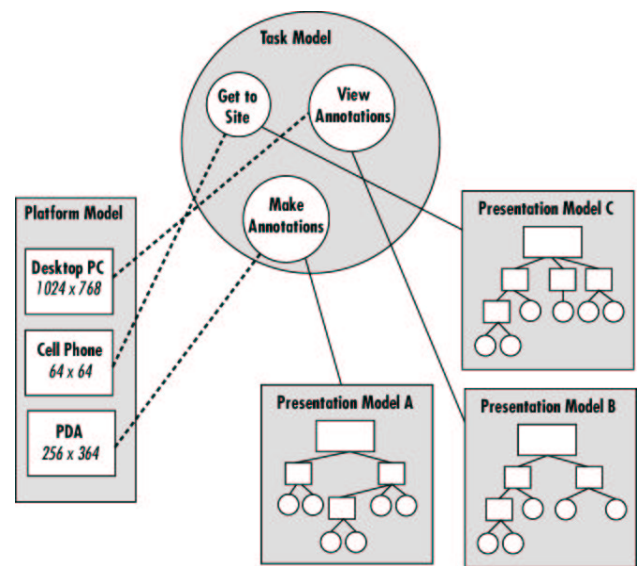 Task Model
Get to
Site
View
Annotations
Make
Annotations
Platform Model
Desktop PC
1024 x 768
Cell Phone
64 x 64
PDA
256 x 364
Presentation Model C
Presentation Model A
Presentation Model B